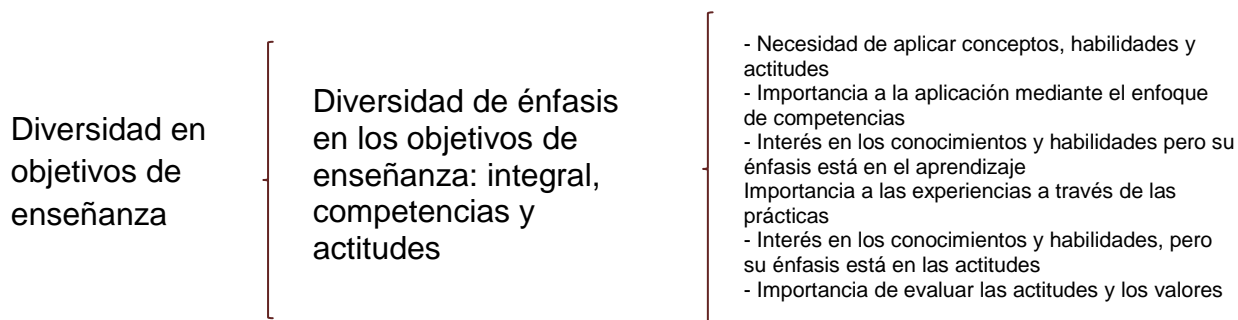 Diversidad en
objetivos de
enseñanza
Diversidad de énfasis
en los objetivos de
enseñanza: integral,
competencias y
actitudes
- Necesidad de aplicar conceptos, habilidades y
actitudes
- Importancia a la aplicación mediante el enfoque
de competencias
- Interés en los conocimientos y habilidades pero su
énfasis está en el aprendizaje
Importancia a las experiencias a través de las
prácticas
- Interés en los conocimientos y habilidades, pero
su énfasis está en las actitudes
- Importancia de evaluar las actitudes y los valores